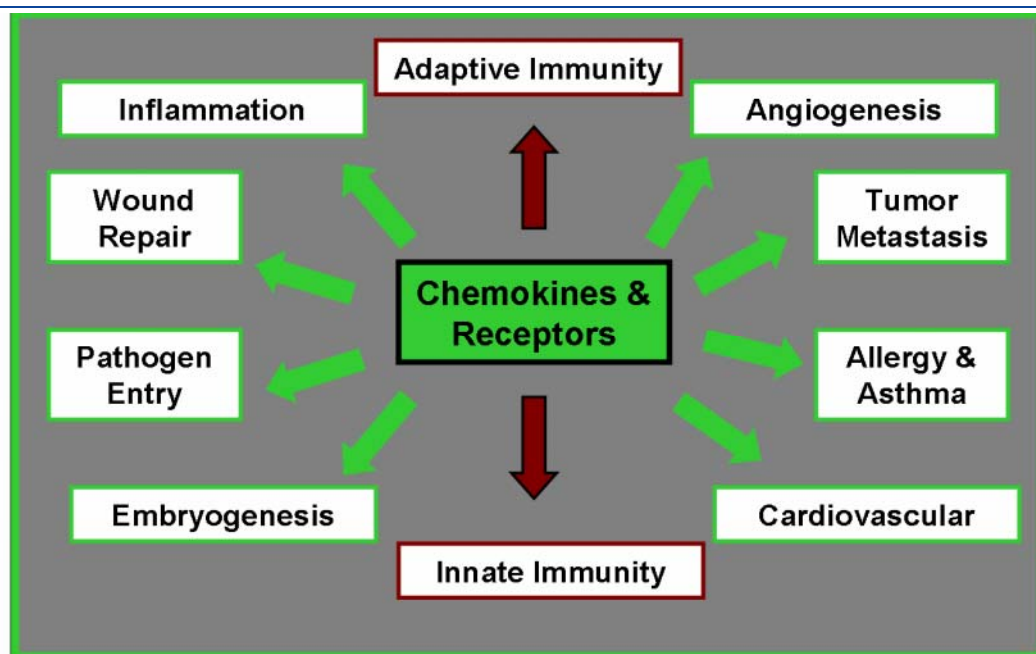 Adaptive Immunity
Inflammation
Angiogenesis
Wound
Repair
Tumor
Metastasis
Chemokines &
Receptors
Pathogen
Entry
Allergy &
Asthma
Embryogenesis
Cardiovascular
Innate Immunity